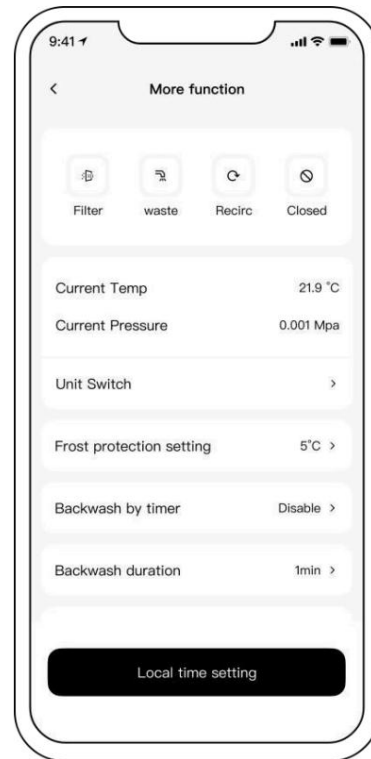 9:41
More function
Filter waste Recirc Closed
Current Temp 21.9 °C
Current Pressure 0.001 Mpa
Unit Switch
Frost protection setting 5°C
Backwash by timer Disable
Backwash duration 1min
Local time setting